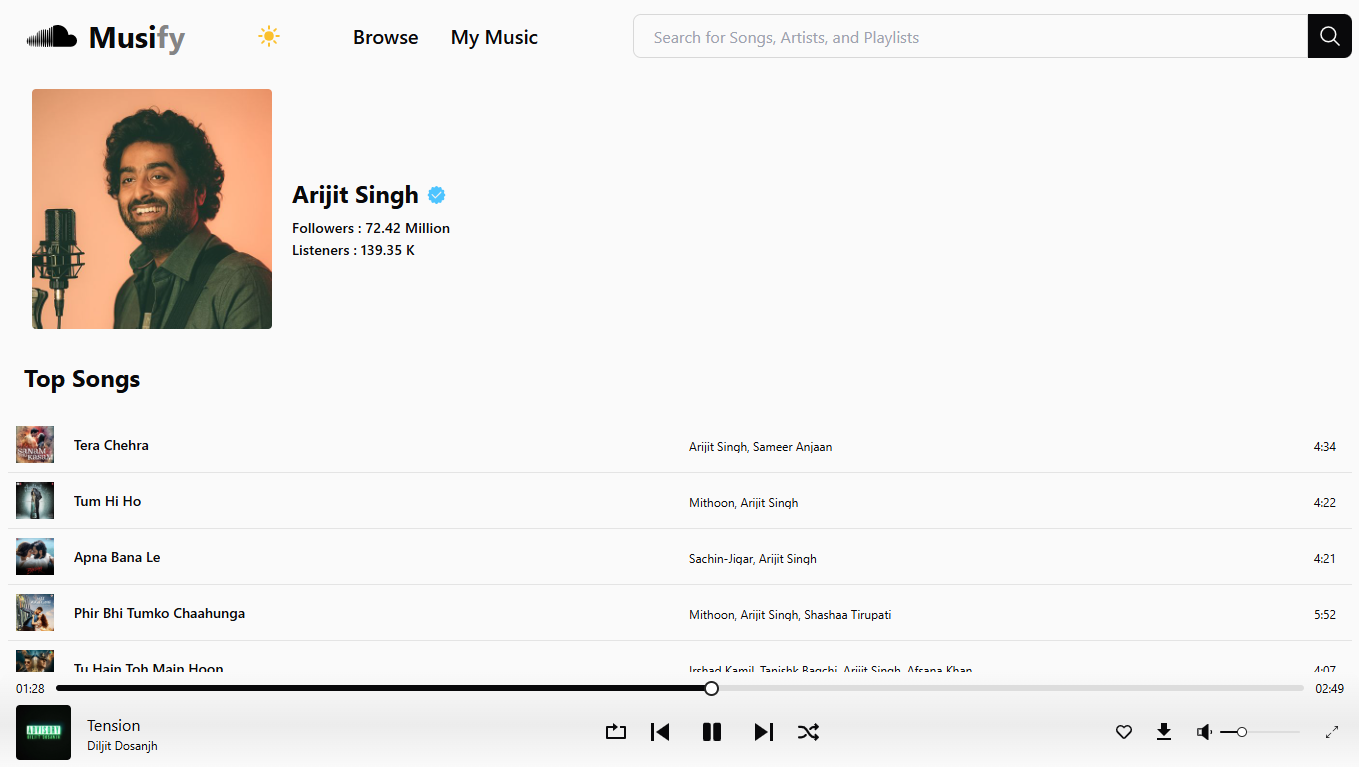 Musify
Browse
My Music
Search for Songs, Artists, and Playlists
Arijit Singh
Followers : 72.42 Million
Listeners : 139.35 K
Top Songs
Tera Chehra
Arijit Singh, Sameer Anjaan
4:34
Tum Hi Ho
Mithoon, Arijit Singh
4:22
Apna Bana Le
Sachin-Jigar, Arijit Singh
4:21
Phir Bhi Tumko Chaahunga
Mithoon, Arijit Singh, Shashaa Tirupati
5:52
Tu Hain Toh Main Hoon
Irshad Kamil, Tanishk Bagchi, Arijit Singh, Afsana Khan
4:07
01:28
02:49
Tension
Diljit Dosanjh